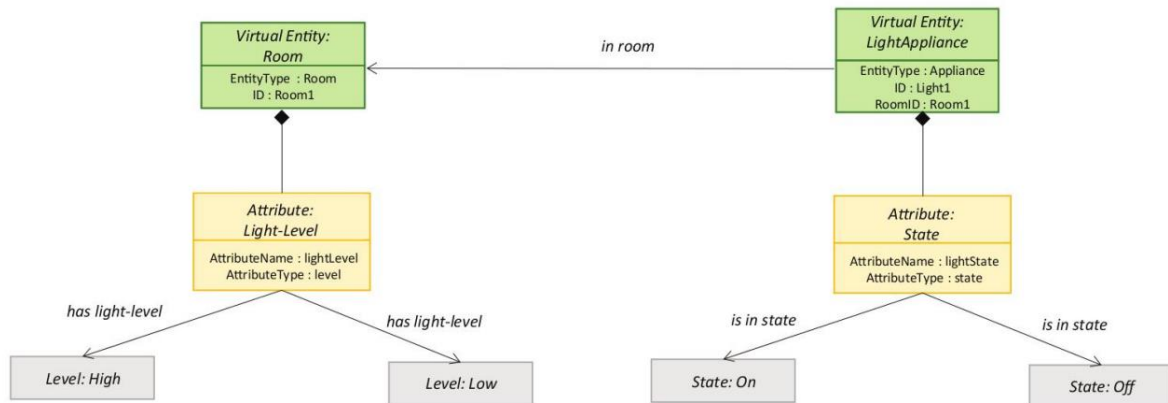 Virtual Entity:
Room
EntityType : Room
ID : Room1
in room
Virtual Entity:
LightAppliance
EntityType : Appliance
ID : Light1
RoomID : Room1
Attribute:
Light-Level
AttributeName : lightLevel
AttributeType : level
Attribute:
State
AttributeName : lightState
AttributeType : state
has light-level
has light-level
is in state
is in state
Level: High
Level: Low
State: On
State: Off